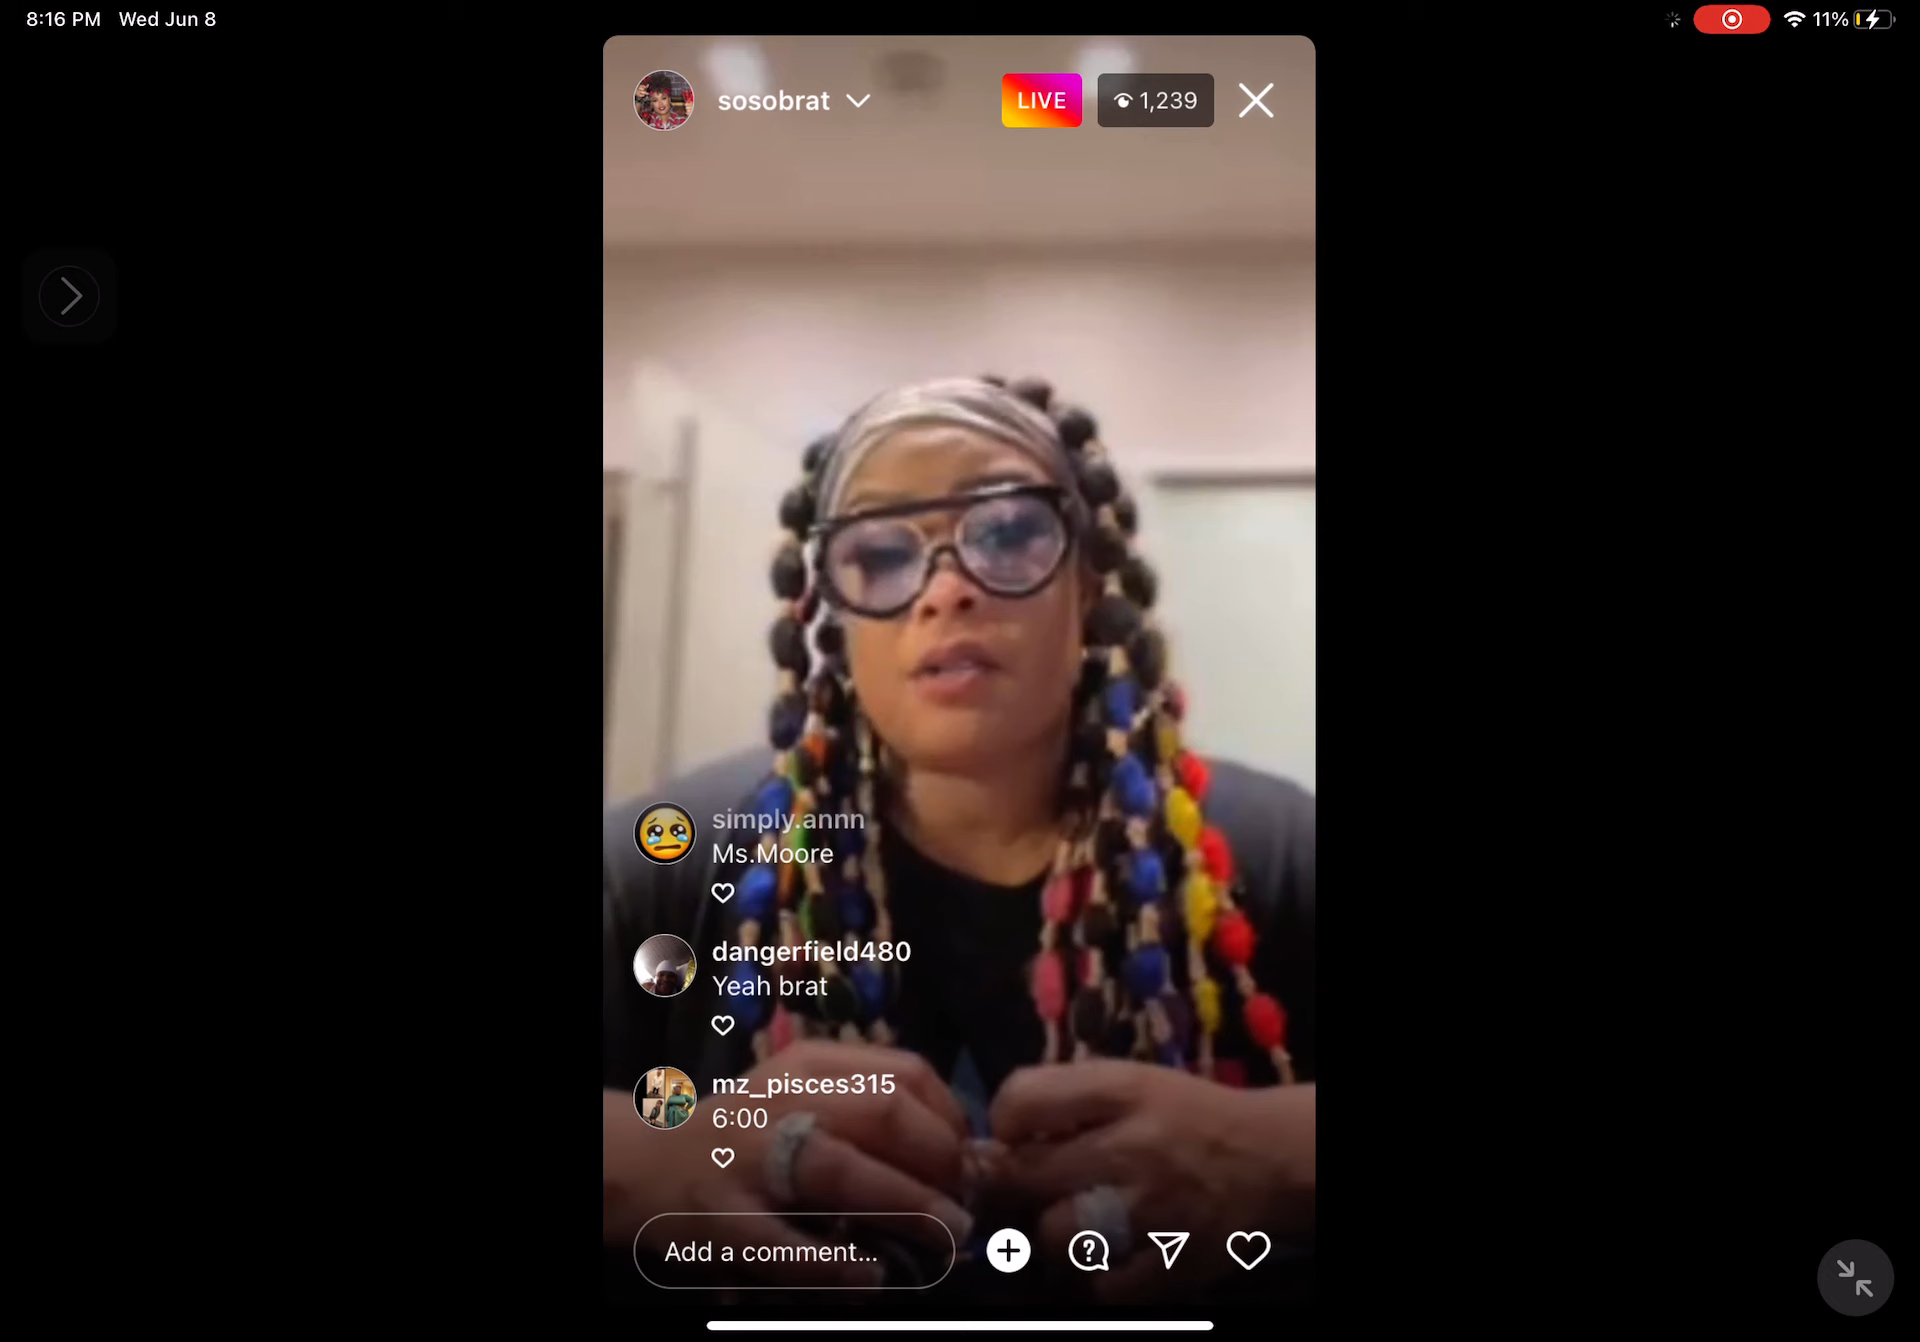 8:16 PM Wed Jun 8
11%
sosobrat
LIVE
1,239
simply.annn
Ms.Moore
dangerfield480
Yeah brat
mz_pisces315
6:00
Add a comment...